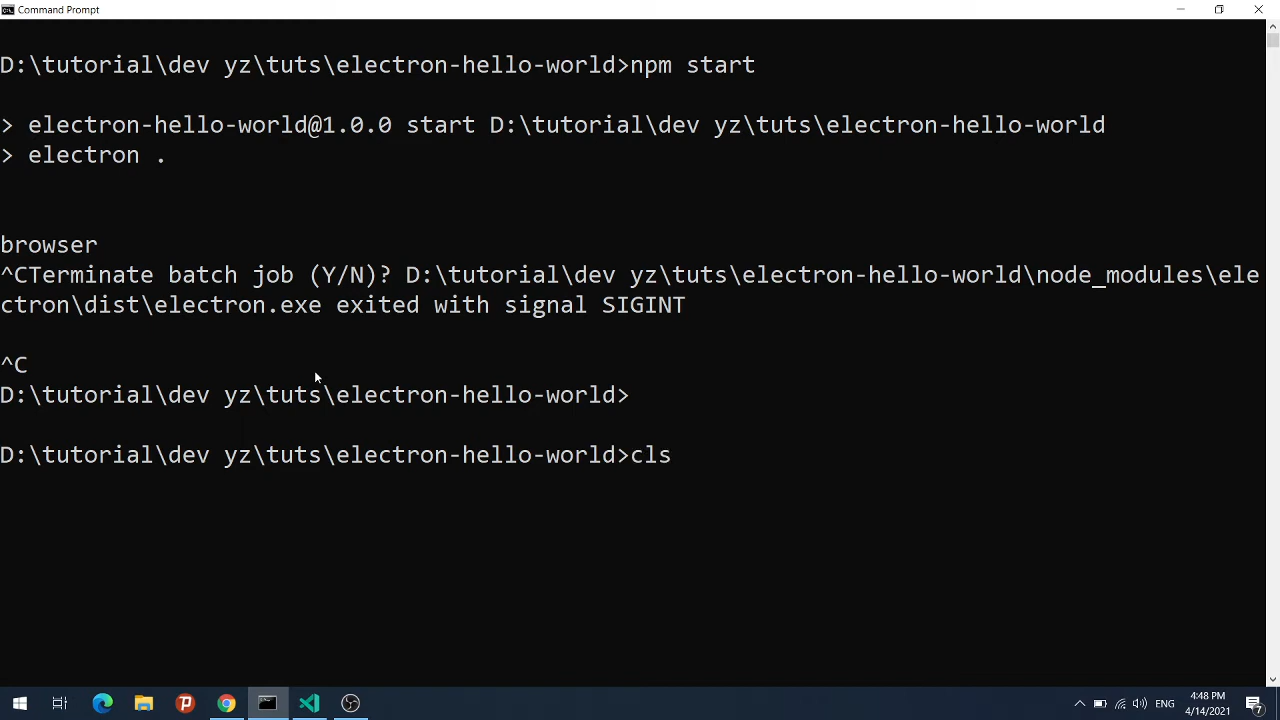 Command Prompt
D:\tutorial\dev yz\tuts\electron-hello-world>npm start
> electron-hello-world@1.0.0 start D:\tutorial\dev yz\tuts\electron-hello-world
> electron .
browser
^CTerminate batch job (Y/N)? D:\tutorial\dev yz\tuts\electron-hello-world\node_modules\ele
ctron\dist\electron.exe exited with signal SIGINT
^C
D:\tutorial\dev yz\tuts\electron-hello-world>
D:\tutorial\dev yz\tuts\electron-hello-world>cls
ENG
4:48 PM
4/14/2021
7